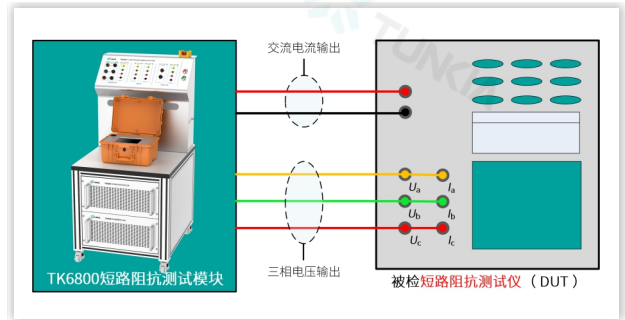 TUNKIA
交流电流输出
Ua Ia
Ub Ib
Uc Ic
三相电压输出
TK6800短路阻抗测试模块
被检短路阻抗测试仪（DUT）